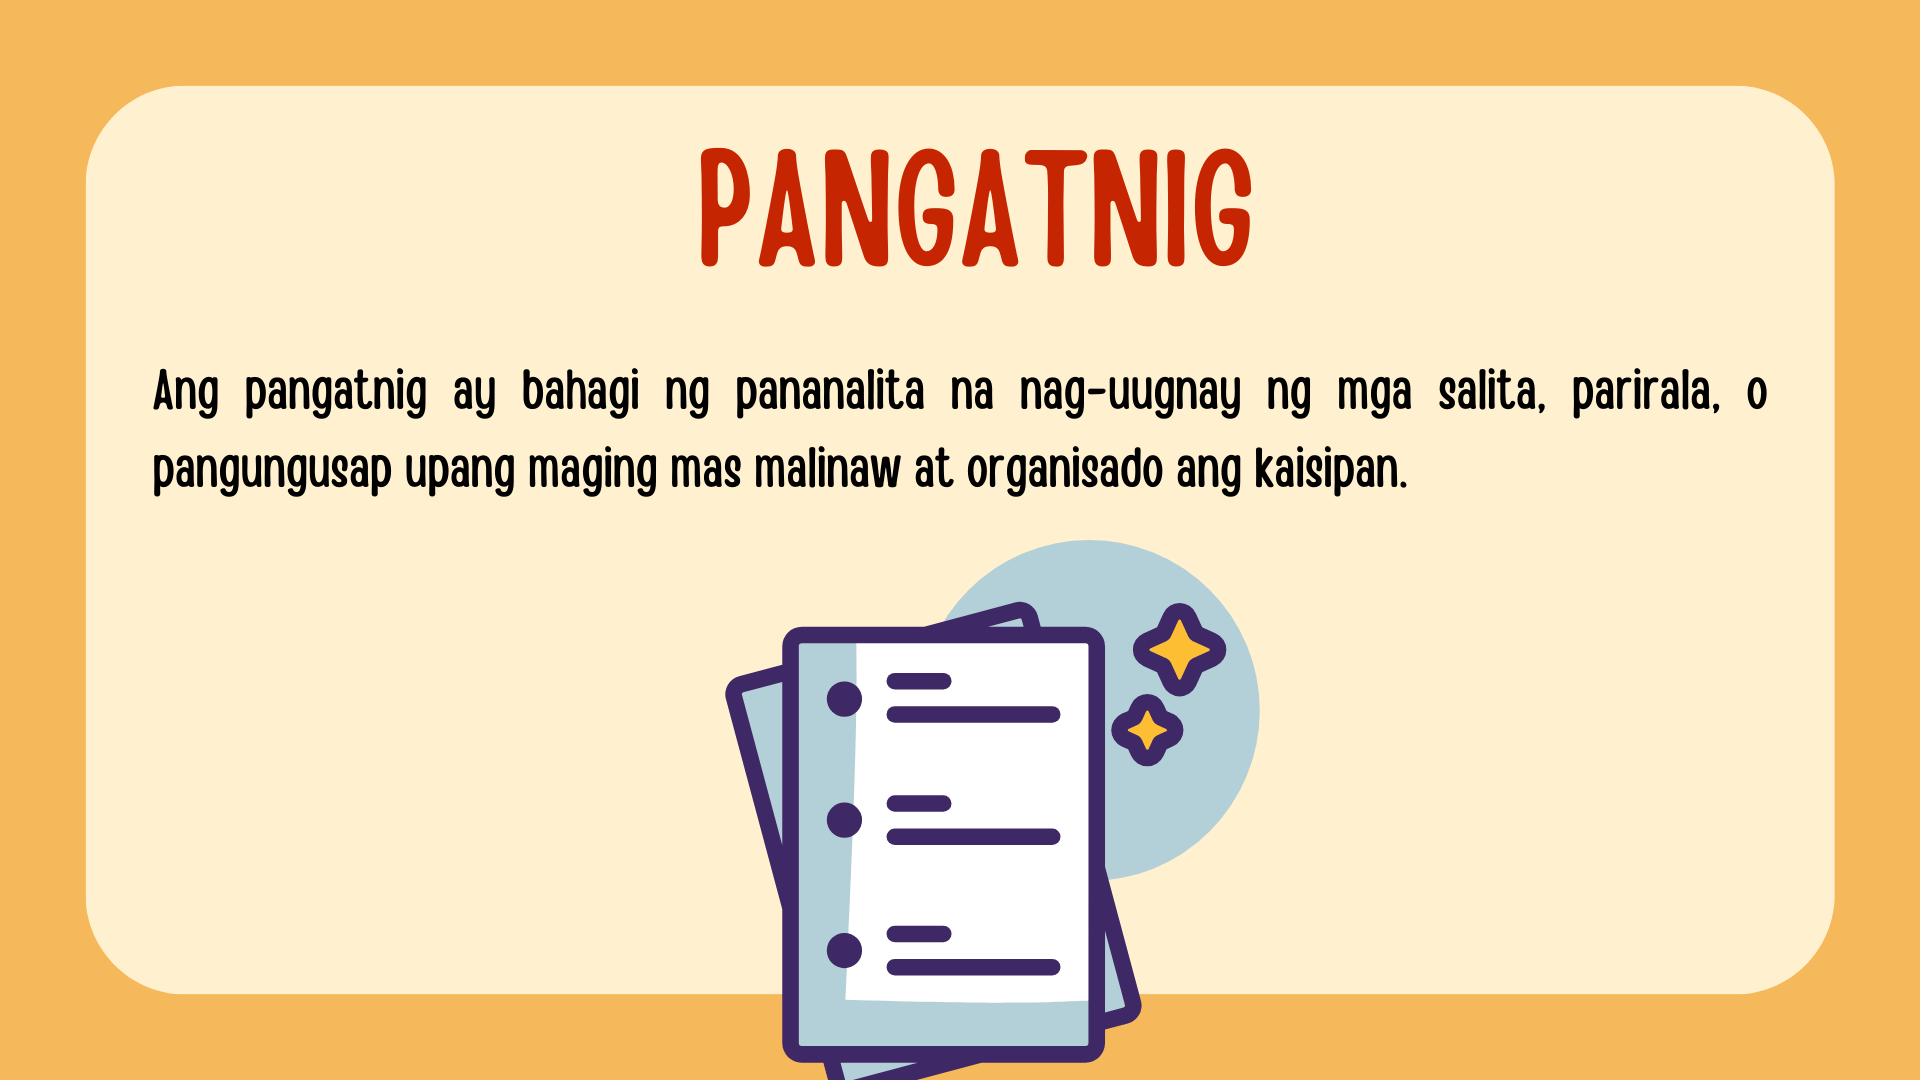 PANGATNIG
Ang pangatnig ay bahagi ng pananalita na nag-uugnay ng mga salita, parirala, o
pangungusap upang maging mas malinaw at organisado ang kaisipan.